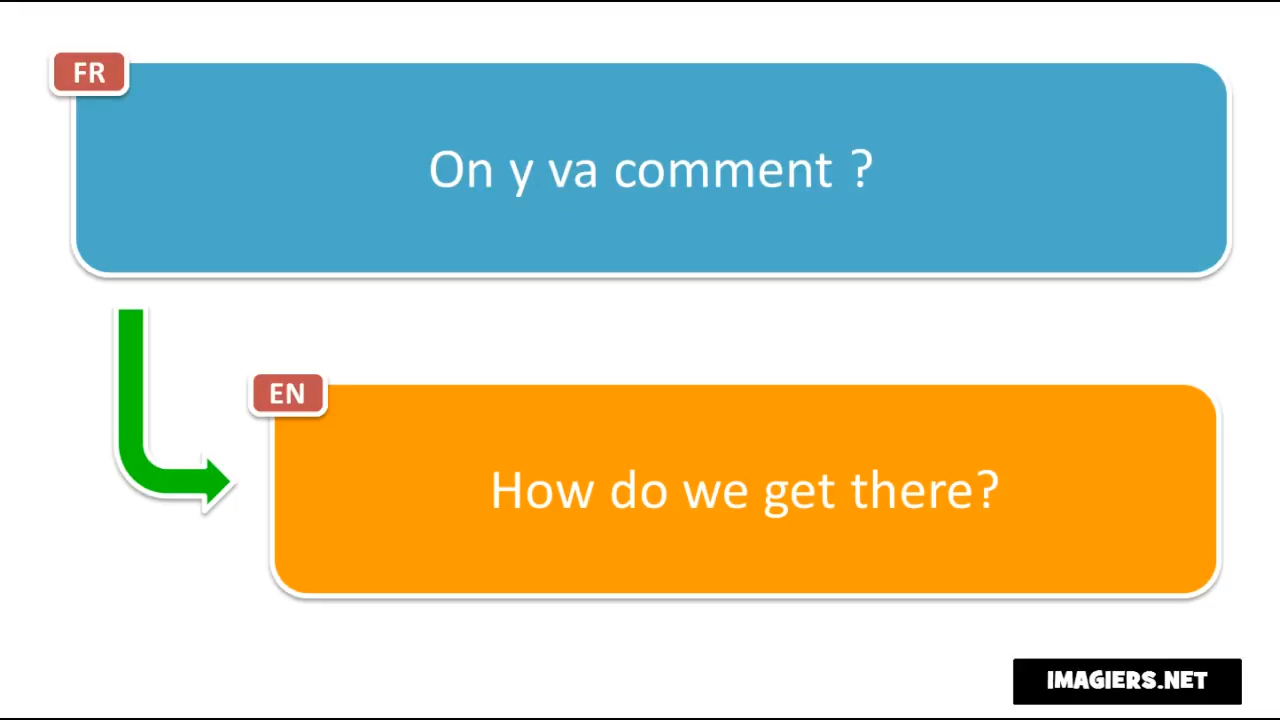 FR
On y va comment ?
EN
How do we get there?
IMAGIERS.NET